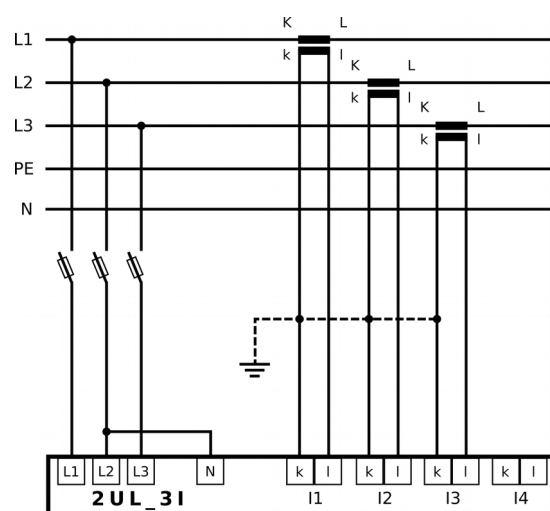 K L
L1
k l
K L
L2
k l
K L
L3
k l
PE
N
L1 L2 L3 N k l k l k l k l
2UL_3I I1 I2 I3 I4